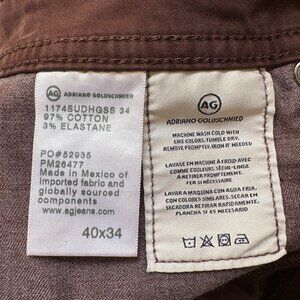 AG ADRIANO GOLDSCHMIED
1174SUDHGSS 34
97% COTTON
3% ELASTANE
PO#52935
PM26477
Made in Mexico of
imported fabric and
globally sourced
components
www.agjeans.com
40x34
AG
ADRIANO GOLDSCHMIED
MACHINE WASH COLD WITH
LIKE COLORS. TUMBLE DRY.
REMOVE PROMPTLY. IRON IF NEEDED
LAVAGE EN MACHINE À FROID AVEC
COMME COULEURS. SÈCHE-LINGE
À ENLEVER PROMPTEMENT.
FER SI NÉCESSAIRE
LAVAR A MAQUINA CON AGUA FRIA,
CON COLORES SIMILARES. SECAR EN
SECADORA RETIRAR RAPIDAMENTE.
PLANCHA SI ES NECESARIO.